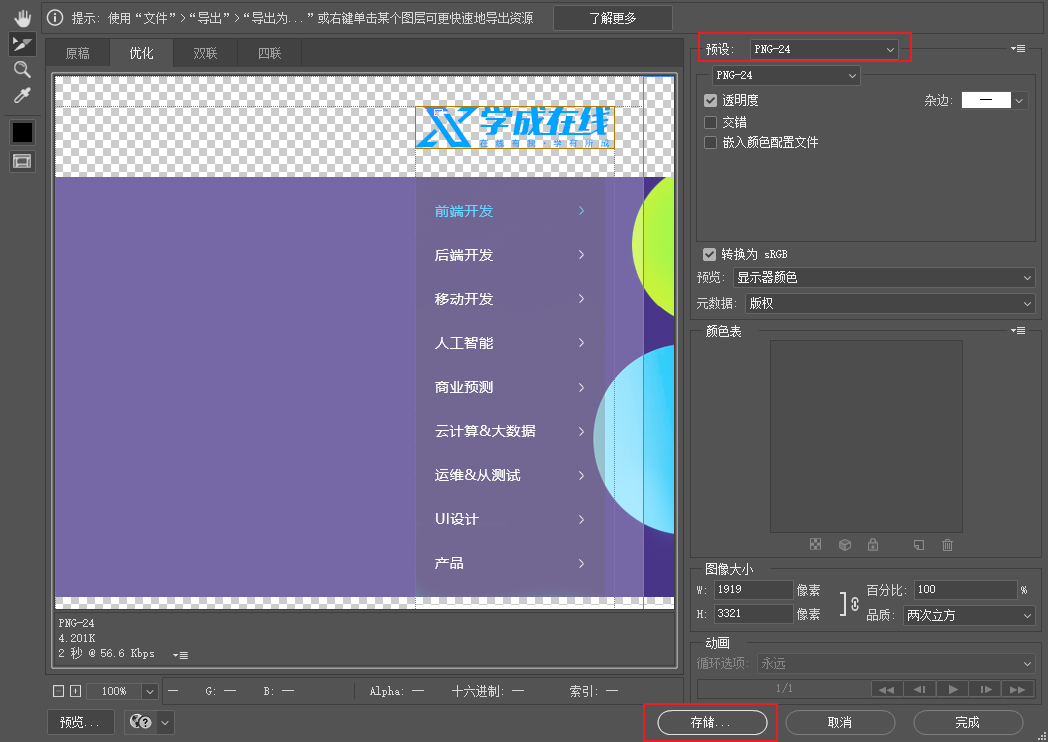 提示: 使用“文件”>“导出”>“导出为...”或右键单击某个图层可更快速地导出资源
了解更多
原稿
优化
双联
四联
学成在线
在线有我·学有所成
前端开发
后端开发
移动开发
人工智能
商业预测
云计算&大数据
运维&从测试
UI设计
产品
PNG-24
4.201K
2 秒 @ 56.6 Kbps
100%
G: —
B: —
Alpha: —
十六进制: —
索引: —
预览...
预设: PNG-24
PNG-24
透明度
杂边:
交错
嵌入颜色配置文件
转换为 sRGB
预览: 显示器颜色
元数据: 版权
颜色表
图像大小
W: 1919 像素
百分比: 100 %
H: 3321 像素
品质: 两次立方
动画
循环选项: 永远
1/1
存储...
取消
完成